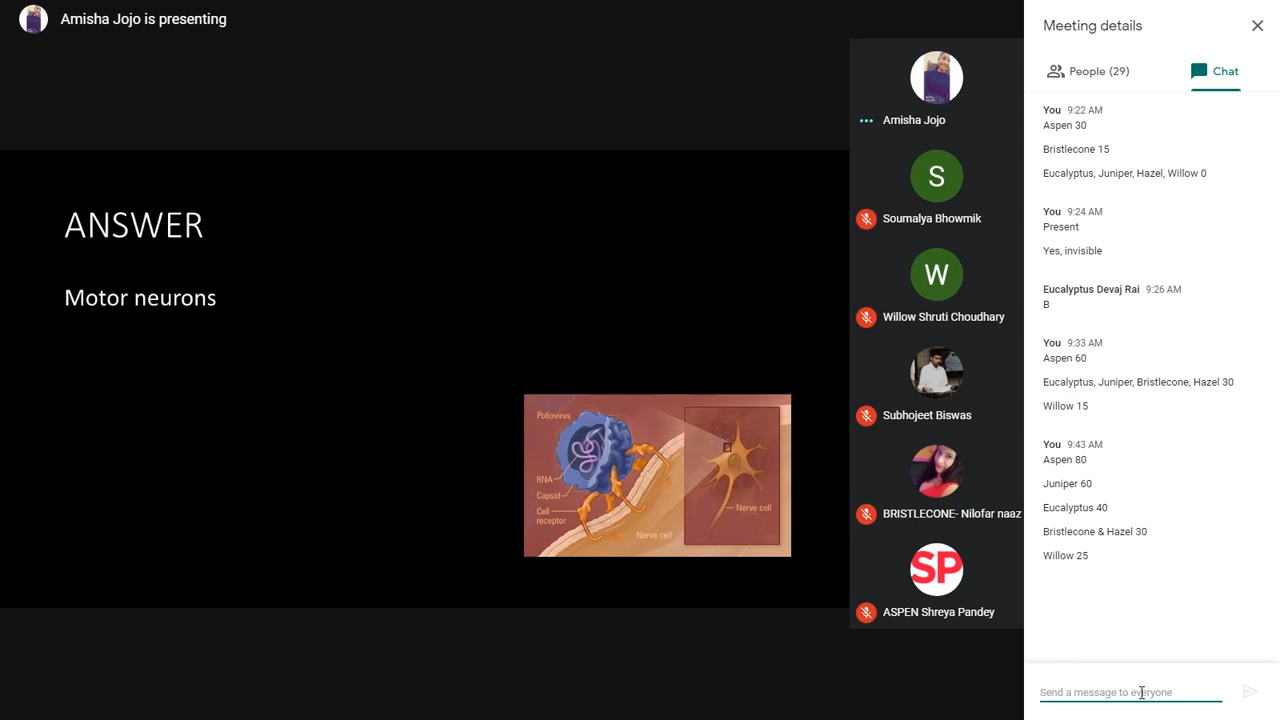 Amisha Jojo is presenting
ANSWER
Motor neurons
Poliovirus
RNA
Capsid
Cell
receptor
Nerve cell
Nerve cell
Amisha Jojo
S
Soumalya Bhowmik
W
Willow Shruti Choudhary
Subhojeet Biswas
BRISTLECONE- Nilofar naaz
SP
ASPEN Shreya Pandey
Meeting details
People (29)
Chat
You 9:22 AM
Aspen 30
Bristlecone 15
Eucalyptus, Juniper, Hazel, Willow 0
You 9:24 AM
Present
Yes, invisible
Eucalyptus Devaj Rai 9:26 AM
B
You 9:33 AM
Aspen 60
Eucalyptus, Juniper, Bristlecone, Hazel 30
Willow 15
You 9:43 AM
Aspen 80
Juniper 60
Eucalyptus 40
Bristlecone & Hazel 30
Willow 25
Send a message to everyone